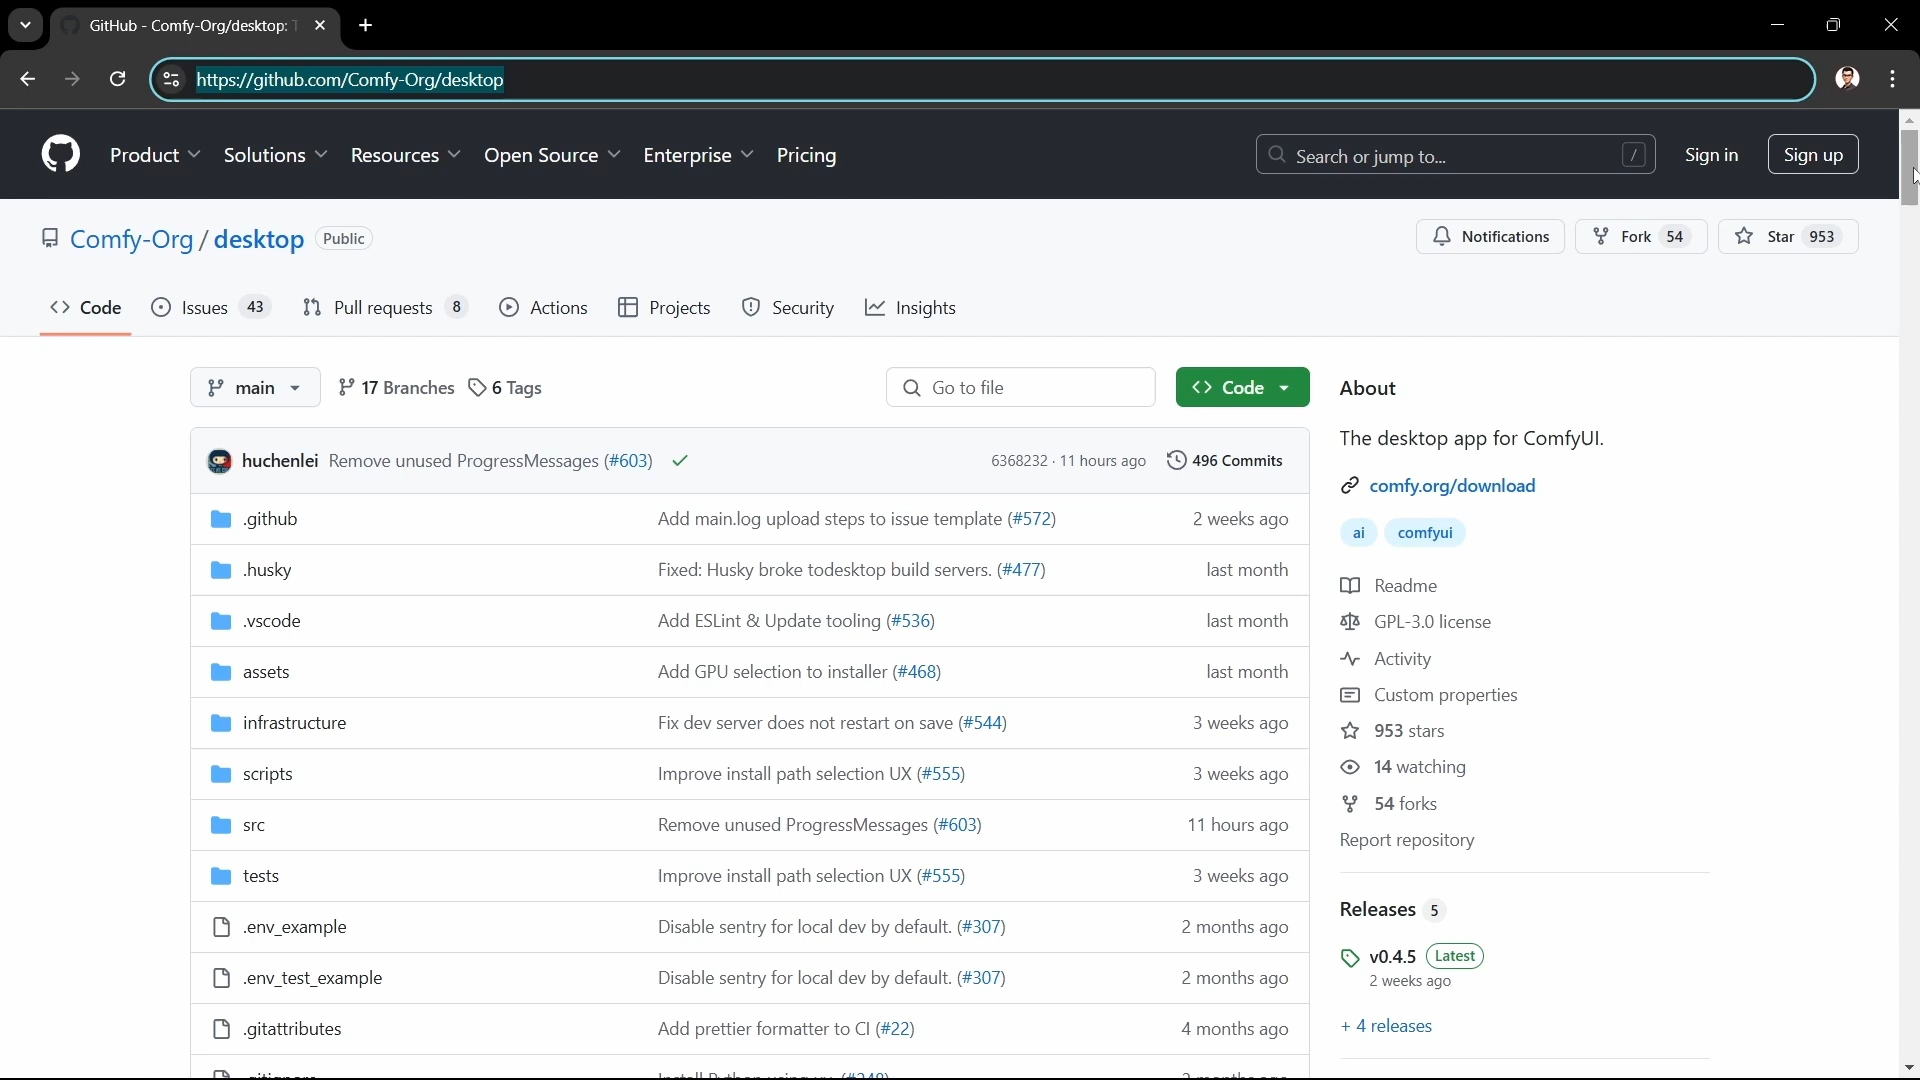 GitHub - Comfy-Org/desktop:
https://github.com/Comfy-Org/desktop
Product Solutions Resources Open Source Enterprise Pricing Search or jump to... / Sign in Sign up
Comfy-Org / desktop Public Notifications Fork 54 Star 953
Code Issues 43 Pull requests 8 Actions Projects Security Insights
main 17 Branches 6 Tags Go to file Code
huchenlei Remove unused ProgressMessages (#603) 6368232 · 11 hours ago 496 Commits
.github Add main.log upload steps to issue template (#572) 2 weeks ago
.husky Fixed: Husky broke todesktop build servers. (#477) last month
.vscode Add ESLint & Update tooling (#536) last month
assets Add GPU selection to installer (#468) last month
infrastructure Fix dev server does not restart on save (#544) 3 weeks ago
scripts Improve install path selection UX (#555) 3 weeks ago
src Remove unused ProgressMessages (#603) 11 hours ago
tests Improve install path selection UX (#555) 3 weeks ago
.env_example Disable sentry for local dev by default. (#307) 2 months ago
.env_test_example Disable sentry for local dev by default. (#307) 2 months ago
.gitattributes Add prettier formatter to CI (#22) 4 months ago
About
The desktop app for ComfyUI.
comfy.org/download
ai comfyui
Readme
GPL-3.0 license
Activity
Custom properties
953 stars
14 watching
54 forks
Report repository
Releases 5
v0.4.5 Latest
2 weeks ago
+ 4 releases